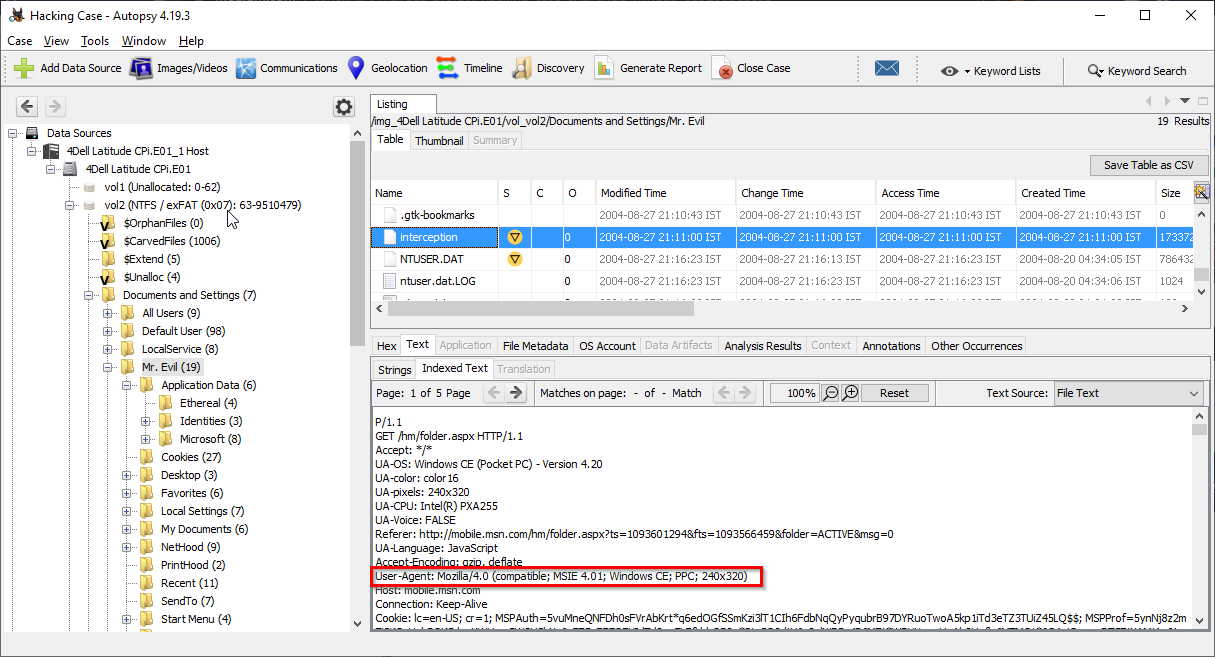 Hacking Case - Autopsy 4.19.3
Case View Tools Window Help
Add Data Source Images/Videos Communications Geolocation Timeline Discovery Generate Report Close Case Keyword Lists Keyword Search
Data Sources
4Dell Latitude CPi.E01_1 Host
4Dell Latitude CPi.E01
vol1 (Unallocated: 0-62)
vol2 (NTFS / exFAT (0x07): 63-9510479)
$OrphanFiles (0)
$CarvedFiles (1006)
$Extend (5)
$Unalloc (4)
Documents and Settings (7)
All Users (9)
Default User (98)
LocalService (8)
Mr. Evil (19)
Application Data (6)
Ethereal (4)
Identities (3)
Microsoft (8)
Cookies (27)
Desktop (3)
Favorites (6)
Local Settings (7)
My Documents (6)
NetHood (9)
PrintHood (2)
Recent (11)
SendTo (7)
Start Menu (4)
Listing
/img_4Dell Latitude CPi.E01/vol_vol2/Documents and Settings/Mr. Evil 19 Results
Table Thumbnail Summary
Save Table as CSV
Name S C O Modified Time Change Time Access Time Created Time Size
.gtk-bookmarks 2004-08-27 21:10:43 IST 2004-08-27 21:10:43 IST 2004-08-27 21:10:43 IST 2004-08-27 21:10:43 IST 0
interception 0 2004-08-27 21:11:00 IST 2004-08-27 21:11:00 IST 2004-08-27 21:11:00 IST 2004-08-27 21:11:00 IST 173372
NTUSER.DAT 0 2004-08-27 21:16:23 IST 2004-08-27 21:16:23 IST 2004-08-27 21:16:23 IST 2004-08-20 04:34:05 IST 786432
ntuser.dat.LOG 0 2004-08-27 21:16:23 IST 2004-08-27 21:16:23 IST 2004-08-27 21:16:23 IST 2004-08-20 04:34:06 IST 1024
Hex Text Application File Metadata OS Account Data Artifacts Analysis Results Context Annotations Other Occurrences
Strings Indexed Text Translation
Page: 1 of 5 Page Matches on page: - of - Match 100% Reset Text Source: File Text
P/1.1
GET /hm/folder.aspx HTTP/1.1
Accept: */*
UA-OS: Windows CE (Pocket PC) - Version 4.20
UA-color: color16
UA-pixels: 240x320
UA-CPU: Intel(R) PXA255
UA-Voice: FALSE
Referer: http://mobile.msn.com/hm/folder.aspx?ts=1093601294&fts=1093566459&folder=ACTIVE&msg=0
UA-Language: JavaScript
Accept-Encoding: gzip, deflate
User-Agent: Mozilla/4.0 (compatible; MSIE 4.01; Windows CE; PPC; 240x320)
Host: mobile.msn.com
Connection: Keep-Alive
Cookie: lc=en-US; cr=1; MSPAuth=5vuMneQNFDh0sFVrAbKrt*q6edOGfSSmKzi3lT1CIh6FdbNqQyPyqubrB97DYRuoTwoA5kp1iTd3eTZ3TUiZ45LQ$$; MSPProf=5ynNj8z2m